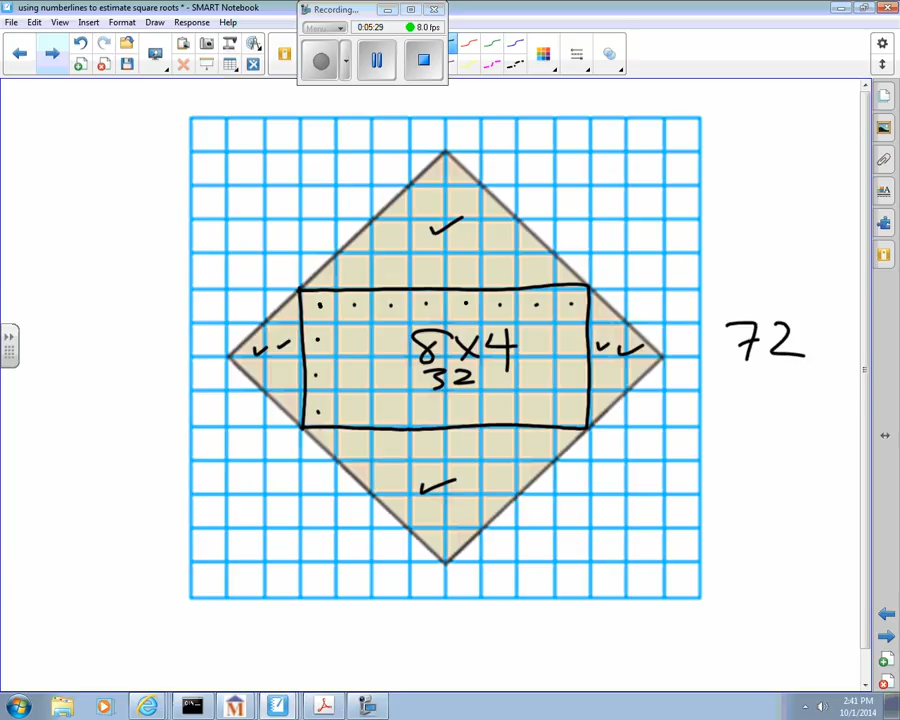 using numberlines to estimate square roots * - SMART Notebook
Recording...
File Edit View Insert Format Draw Response Help
Menu
0:05:29
8.0 fps
8x4
32
72
2:41 PM
10/1/2014